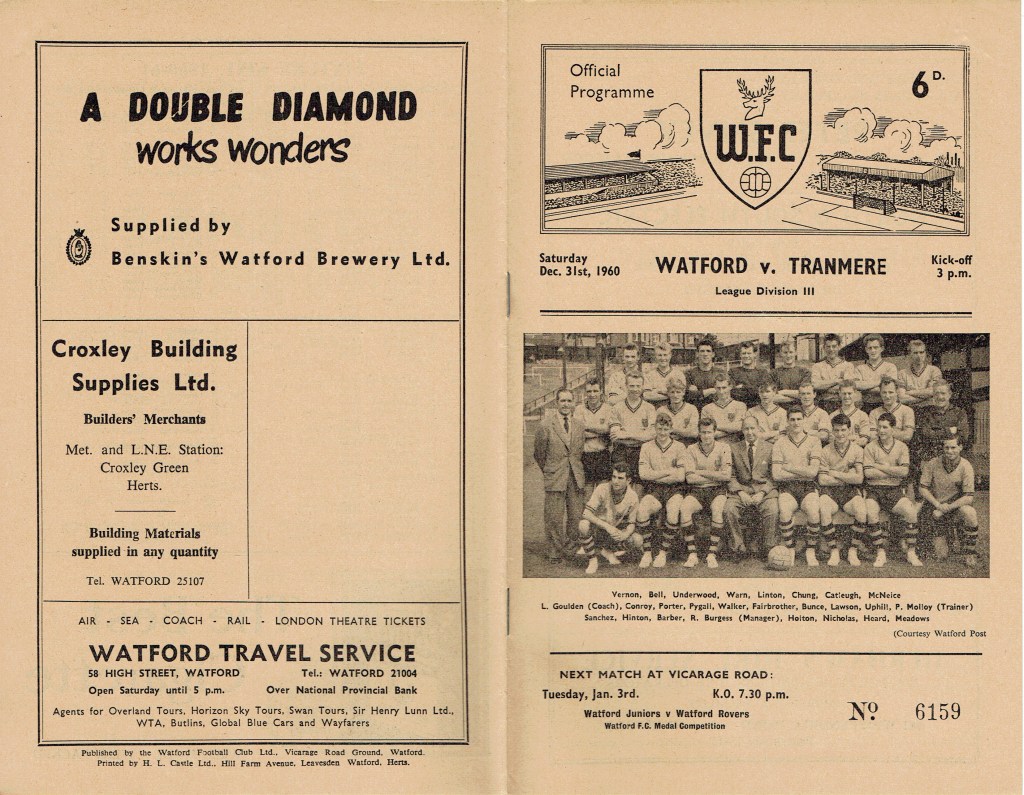 A DOUBLE DIAMOND
works wonders
Supplied by
Benskin's Watford Brewery Ltd.
Croxley Building
Supplies Ltd.
Builders' Merchants
Met. and L.N.E. Station:
Croxley Green
Herts.
Building Materials
supplied in any quantity
Tel. WATFORD 25107
AIR - SEA - COACH - RAIL - LONDON THEATRE TICKETS
WATFORD TRAVEL SERVICE
58 HIGH STREET, WATFORD Tel.: WATFORD 21004
Open Saturday until 5 p.m. Over National Provincial Bank
Agents for Overland Tours, Horizon Sky Tours, Swan Tours, Sir Henry Lunn Ltd.,
WTA, Butlins, Global Blue Cars and Wayfarers
Published by the Watford Football Club Ltd., Vicarage Road Ground, Watford.
Printed by H. L. Castle Ltd., Hill Farm Avenue, Leavesden Watford, Herts.
Official
Programme
6D.
W.F.C
Saturday
Dec. 31st, 1960
WATFORD v. TRANMERE
League Division III
Kick-off
3 p.m.
Vernon, Bell, Underwood, Warn, Linton, Chung, Catleugh, McNeice
L. Goulden (Coach), Conroy, Porter, Pygall, Walker, Fairbrother, Bunce, Lawson, Uphill, P. Molloy (Trainer)
Sanchez, Hinton, Barber, R. Burgess (Manager), Holton, Nicholas, Heard, Meadows
(Courtesy Watford Post
NEXT MATCH AT VICARAGE ROAD:
Tuesday, Jan. 3rd. K.O. 7.30 p.m.
Watford Juniors v Watford Rovers
Watford F.C. Medal Competition
No 6159